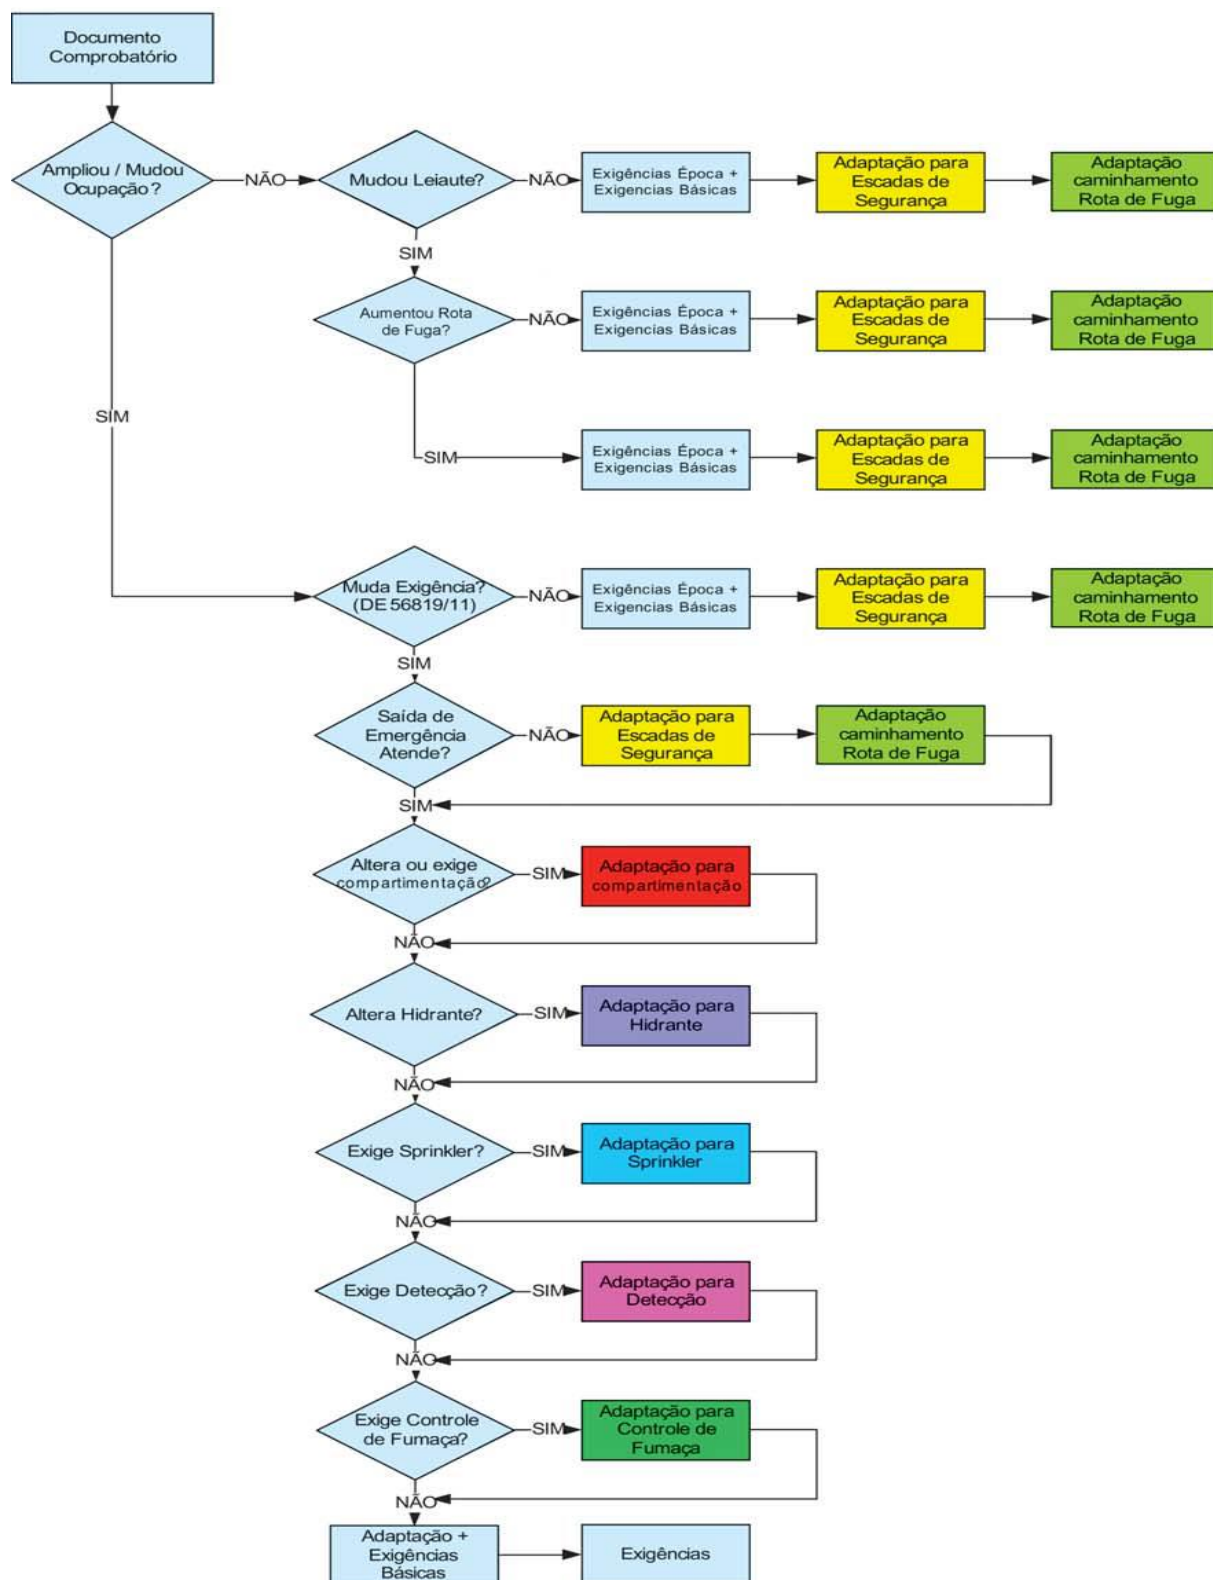 Documento
Comprobatório
Ampliou / Mudou
Ocupação?
NÃO
Mudou Leiaute?
NÃO
Exigências Época +
Exigencias Básicas
Adaptação para
Escadas de
Segurança
Adaptação
caminhamento
Rota de Fuga
SIM
Aumentou Rota
de Fuga?
NÃO
Exigências Época +
Exigencias Básicas
Adaptação para
Escadas de
Segurança
Adaptação
caminhamento
Rota de Fuga
SIM
SIM
Exigências Época +
Exigencias Básicas
Adaptação para
Escadas de
Segurança
Adaptação
caminhamento
Rota de Fuga
Muda Exigência?
(DE 56819/11)
NÃO
Exigências Época +
Exigencias Básicas
Adaptação para
Escadas de
Segurança
Adaptação
caminhamento
Rota de Fuga
SIM
Saída de
Emergência
Atende?
NÃO
Adaptação para
Escadas de
Segurança
Adaptação
caminhamento
Rota de Fuga
SIM
Altera ou exige
compartimentação?
SIM
Adaptação para
compartimentação
NÃO
Altera Hidrante?
SIM
Adaptação para
Hidrante
NÃO
Exige Sprinkler?
SIM
Adaptação para
Sprinkler
NÃO
Exige Detecção?
SIM
Adaptação para
Detecção
NÃO
Exige Controle
de Fumaça?
SIM
Adaptação para
Controle de
Fumaça
NÃO
Adaptação +
Exigências
Básicas
Exigências